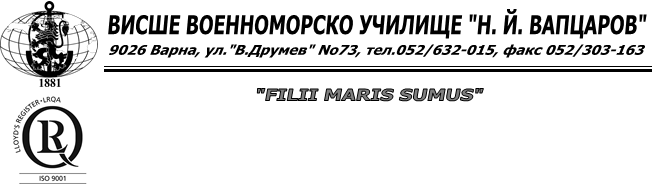 ВИСШЕ ВОЕННОМОРСКО УЧИЛИЩЕ "Н. Й. ВАПЦАРОВ"
9026 Варна, ул."В.Друмев" No73, тел.052/632-015, факс 052/303-163
1881
"FILII MARIS SUMUS"
LLOYD'S REGISTER·LRQA
LRQ
ISO 9001